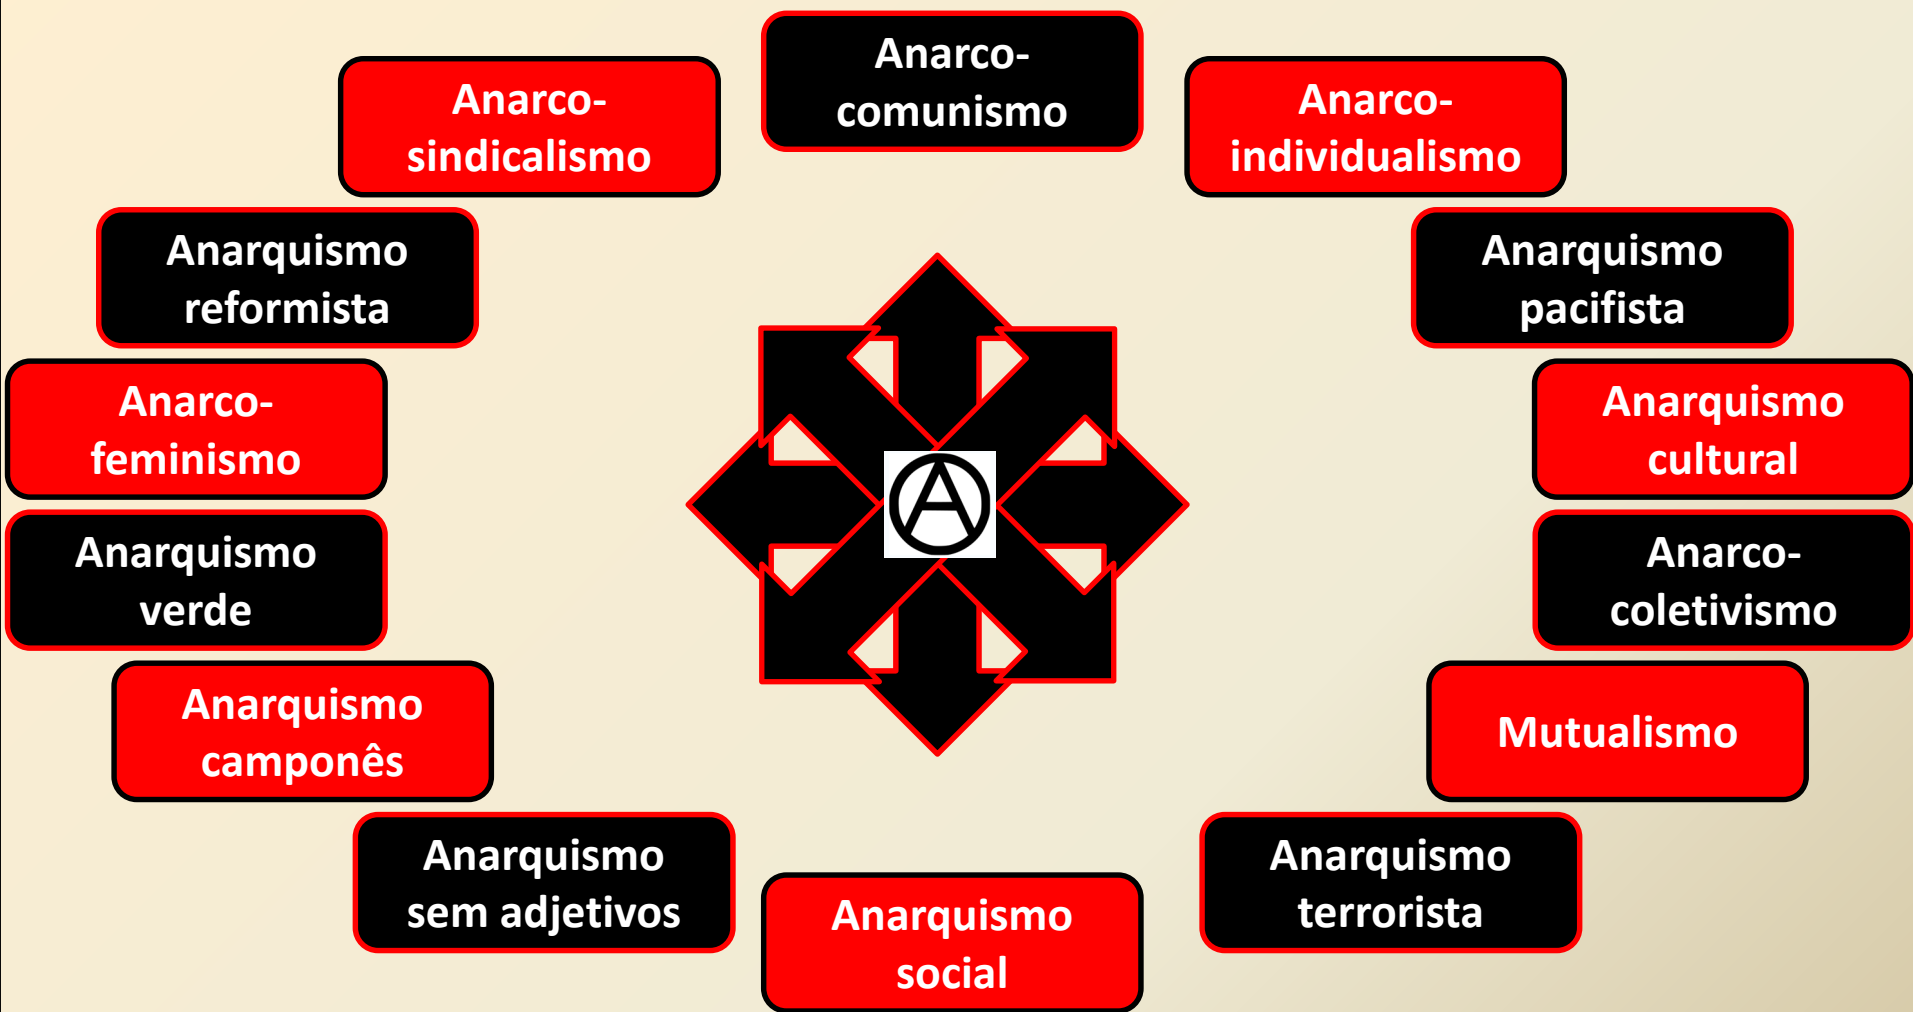 Anarco-
comunismo
Anarco-
individualismo
Anarquismo
pacifista
Anarquismo
cultural
Anarco-
coletivismo
Mutualismo
Anarquismo
terrorista
Anarquismo
social
Anarquismo
sem adjetivos
Anarquismo
camponês
Anarquismo
verde
Anarco-
feminismo
Anarquismo
reformista
Anarco-
sindicalismo
A